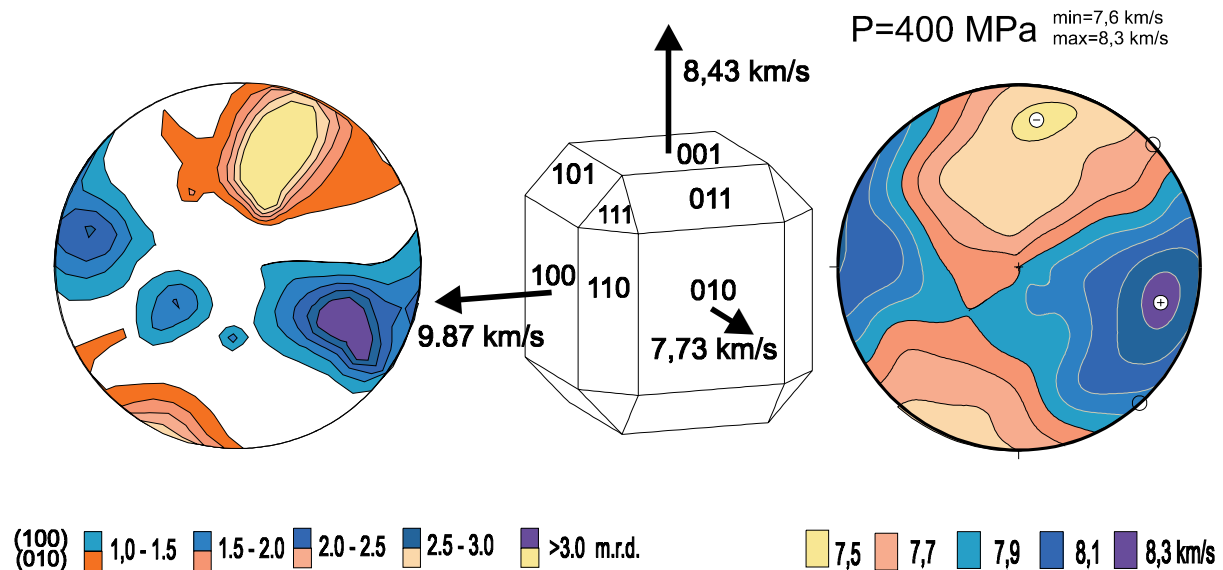 P=400 MPa
min=7,6 km/s
max=8,3 km/s
8,43 km/s
001
101
011
111
100
110
010
9.87 km/s
7,73 km/s
(100)
(010)
1,0 - 1.5
1.5 - 2.0
2.0 - 2.5
2.5 - 3.0
>3.0 m.r.d.
7,5
7,7
7,9
8,1
8,3 km/s